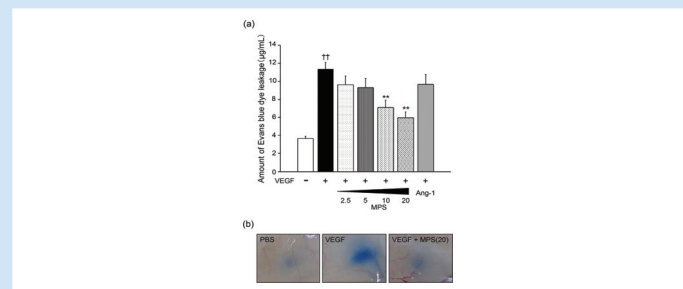 (a)
Amount of Evans blue dye leakage (μg/mL)
14
12
10
8
6
4
2
0
††
**
**
VEGF - + + + + + +
2.5 5 10 20 Ang-1
MPS
(b)
PBS VEGF VEGF + MPS(20)